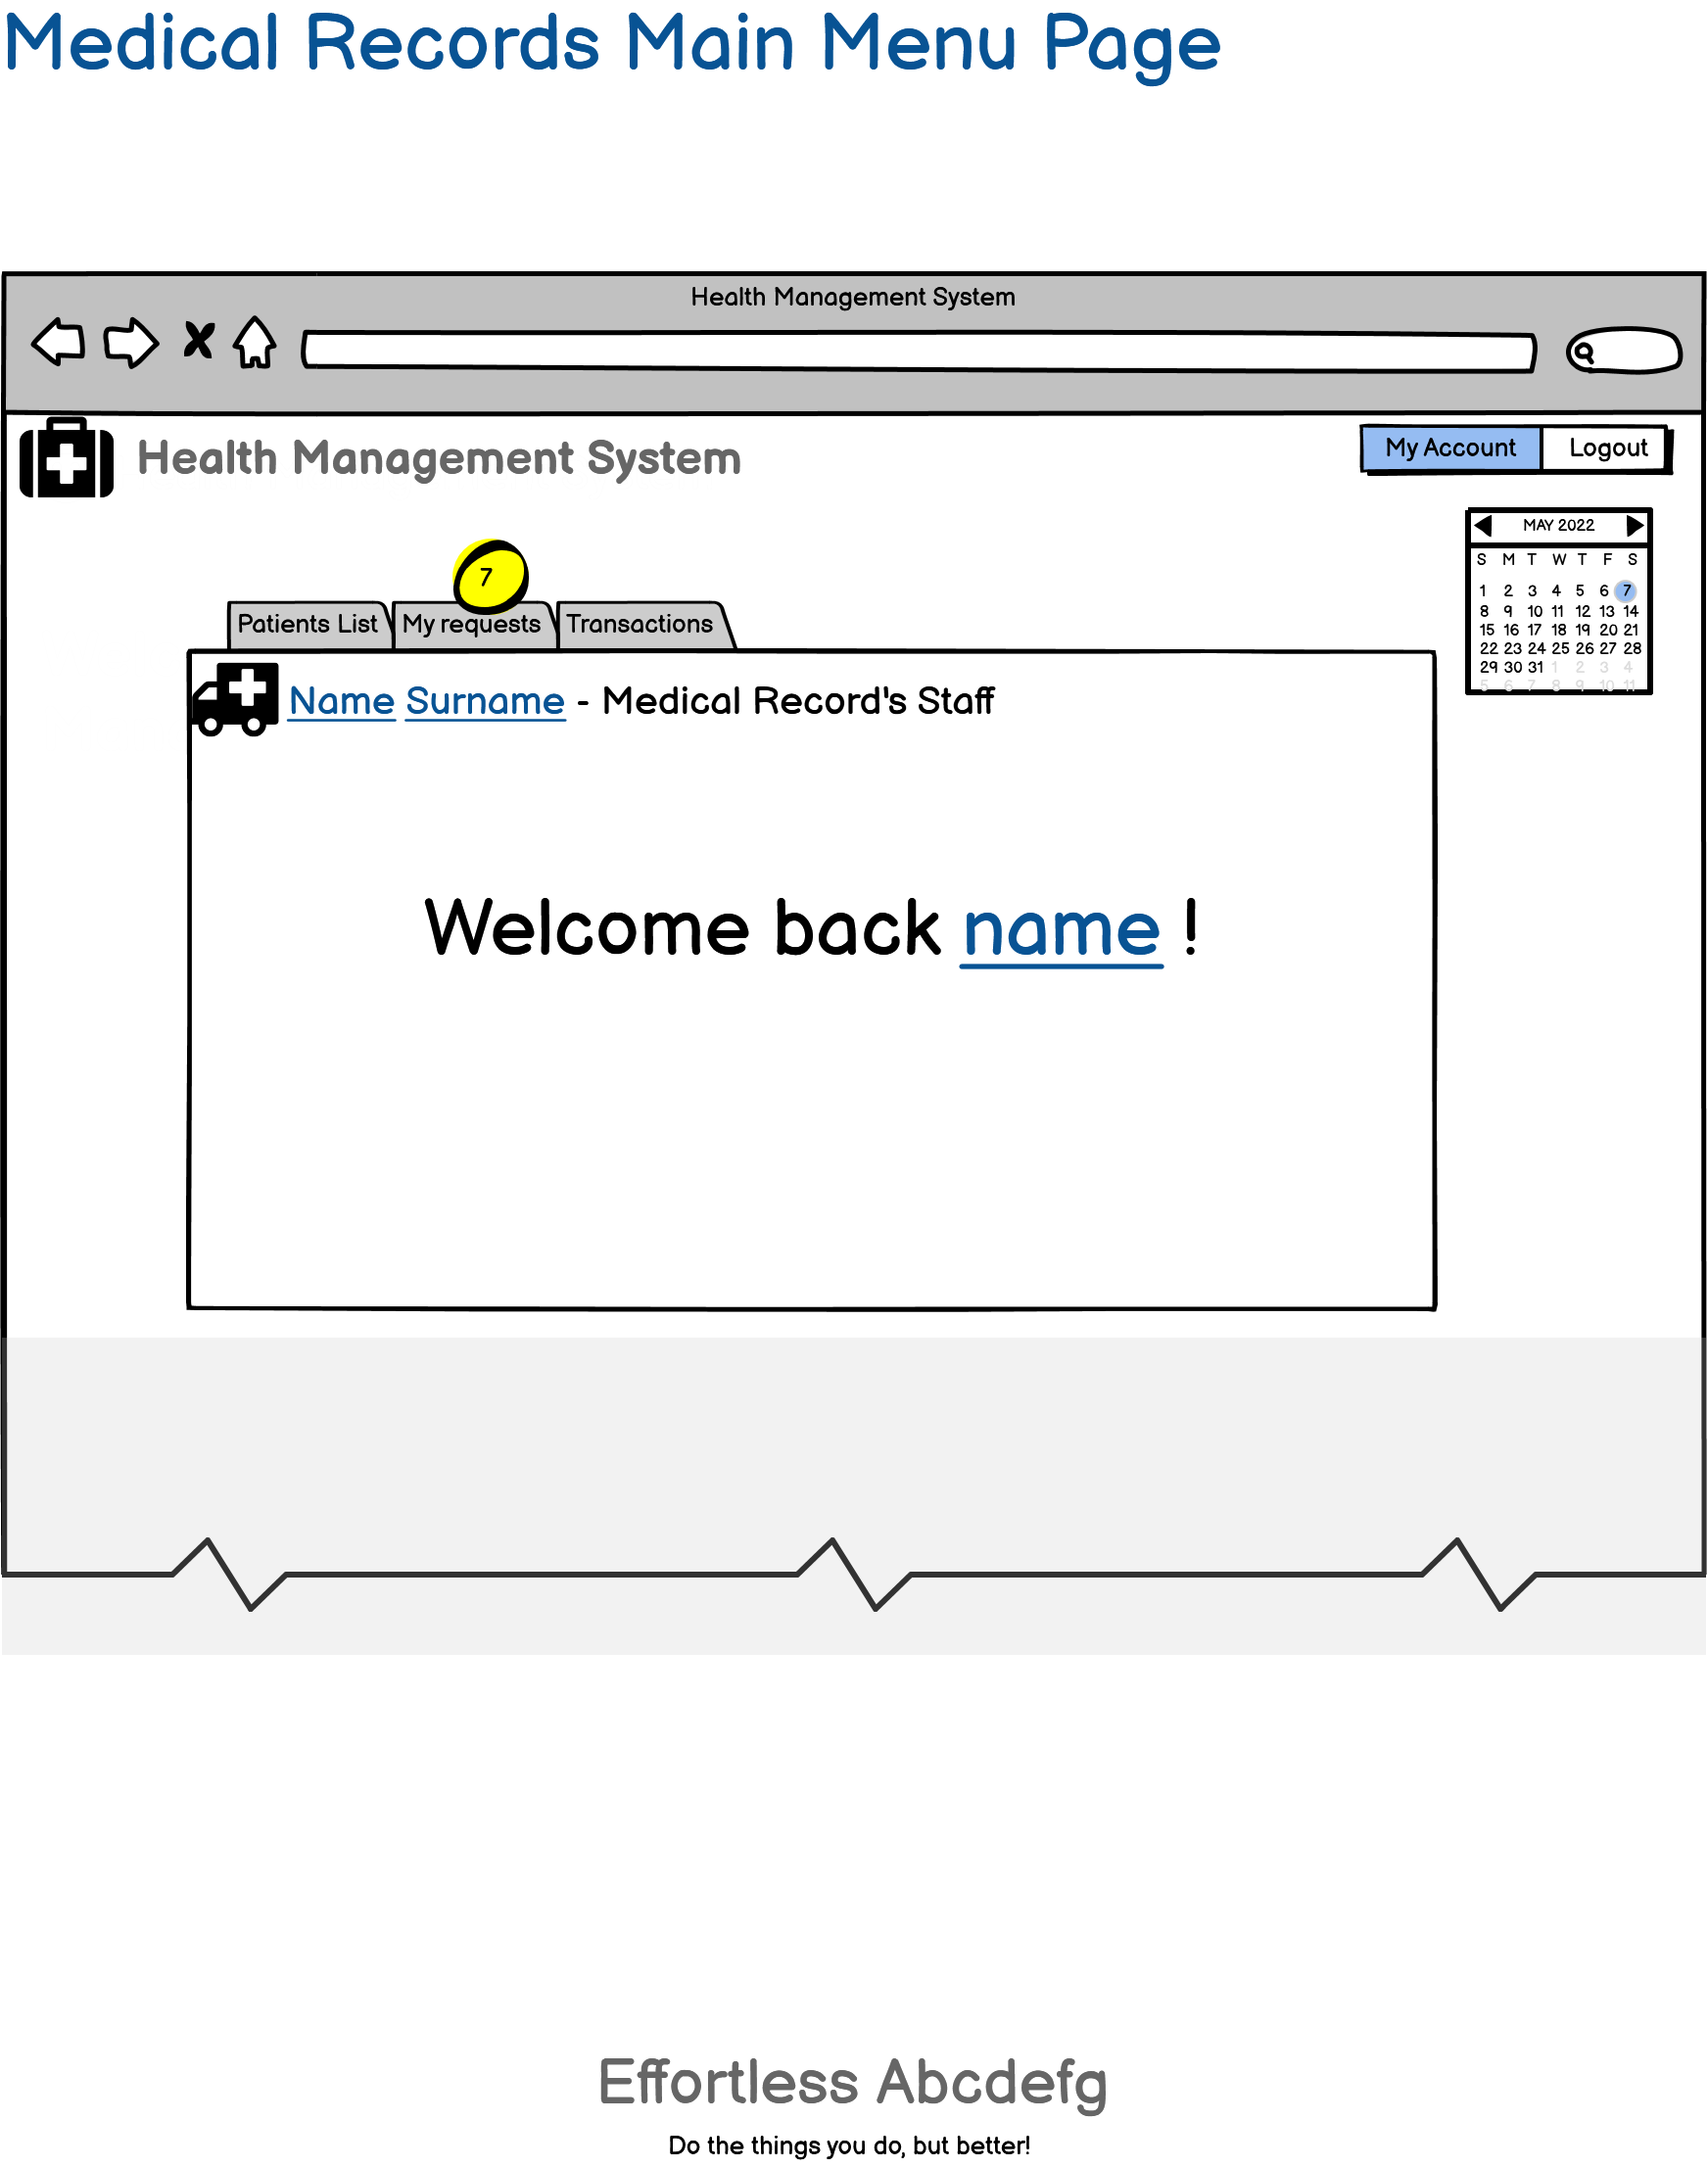 Medical Records Main Menu Page
Health Management System
Health Management System
My Account Logout
MAY 2022
S M T W T F S
1 2 3 4 5 6 7
8 9 10 11 12 13 14
15 16 17 18 19 20 21
22 23 24 25 26 27 28
29 30 31 1 2 3 4
5 6 7 8 9 10 11
7
Patients List My requests Transactions
Name Surname - Medical Record's Staff
Welcome back name !
Effortless Abcdefg
Do the things you do, but better!